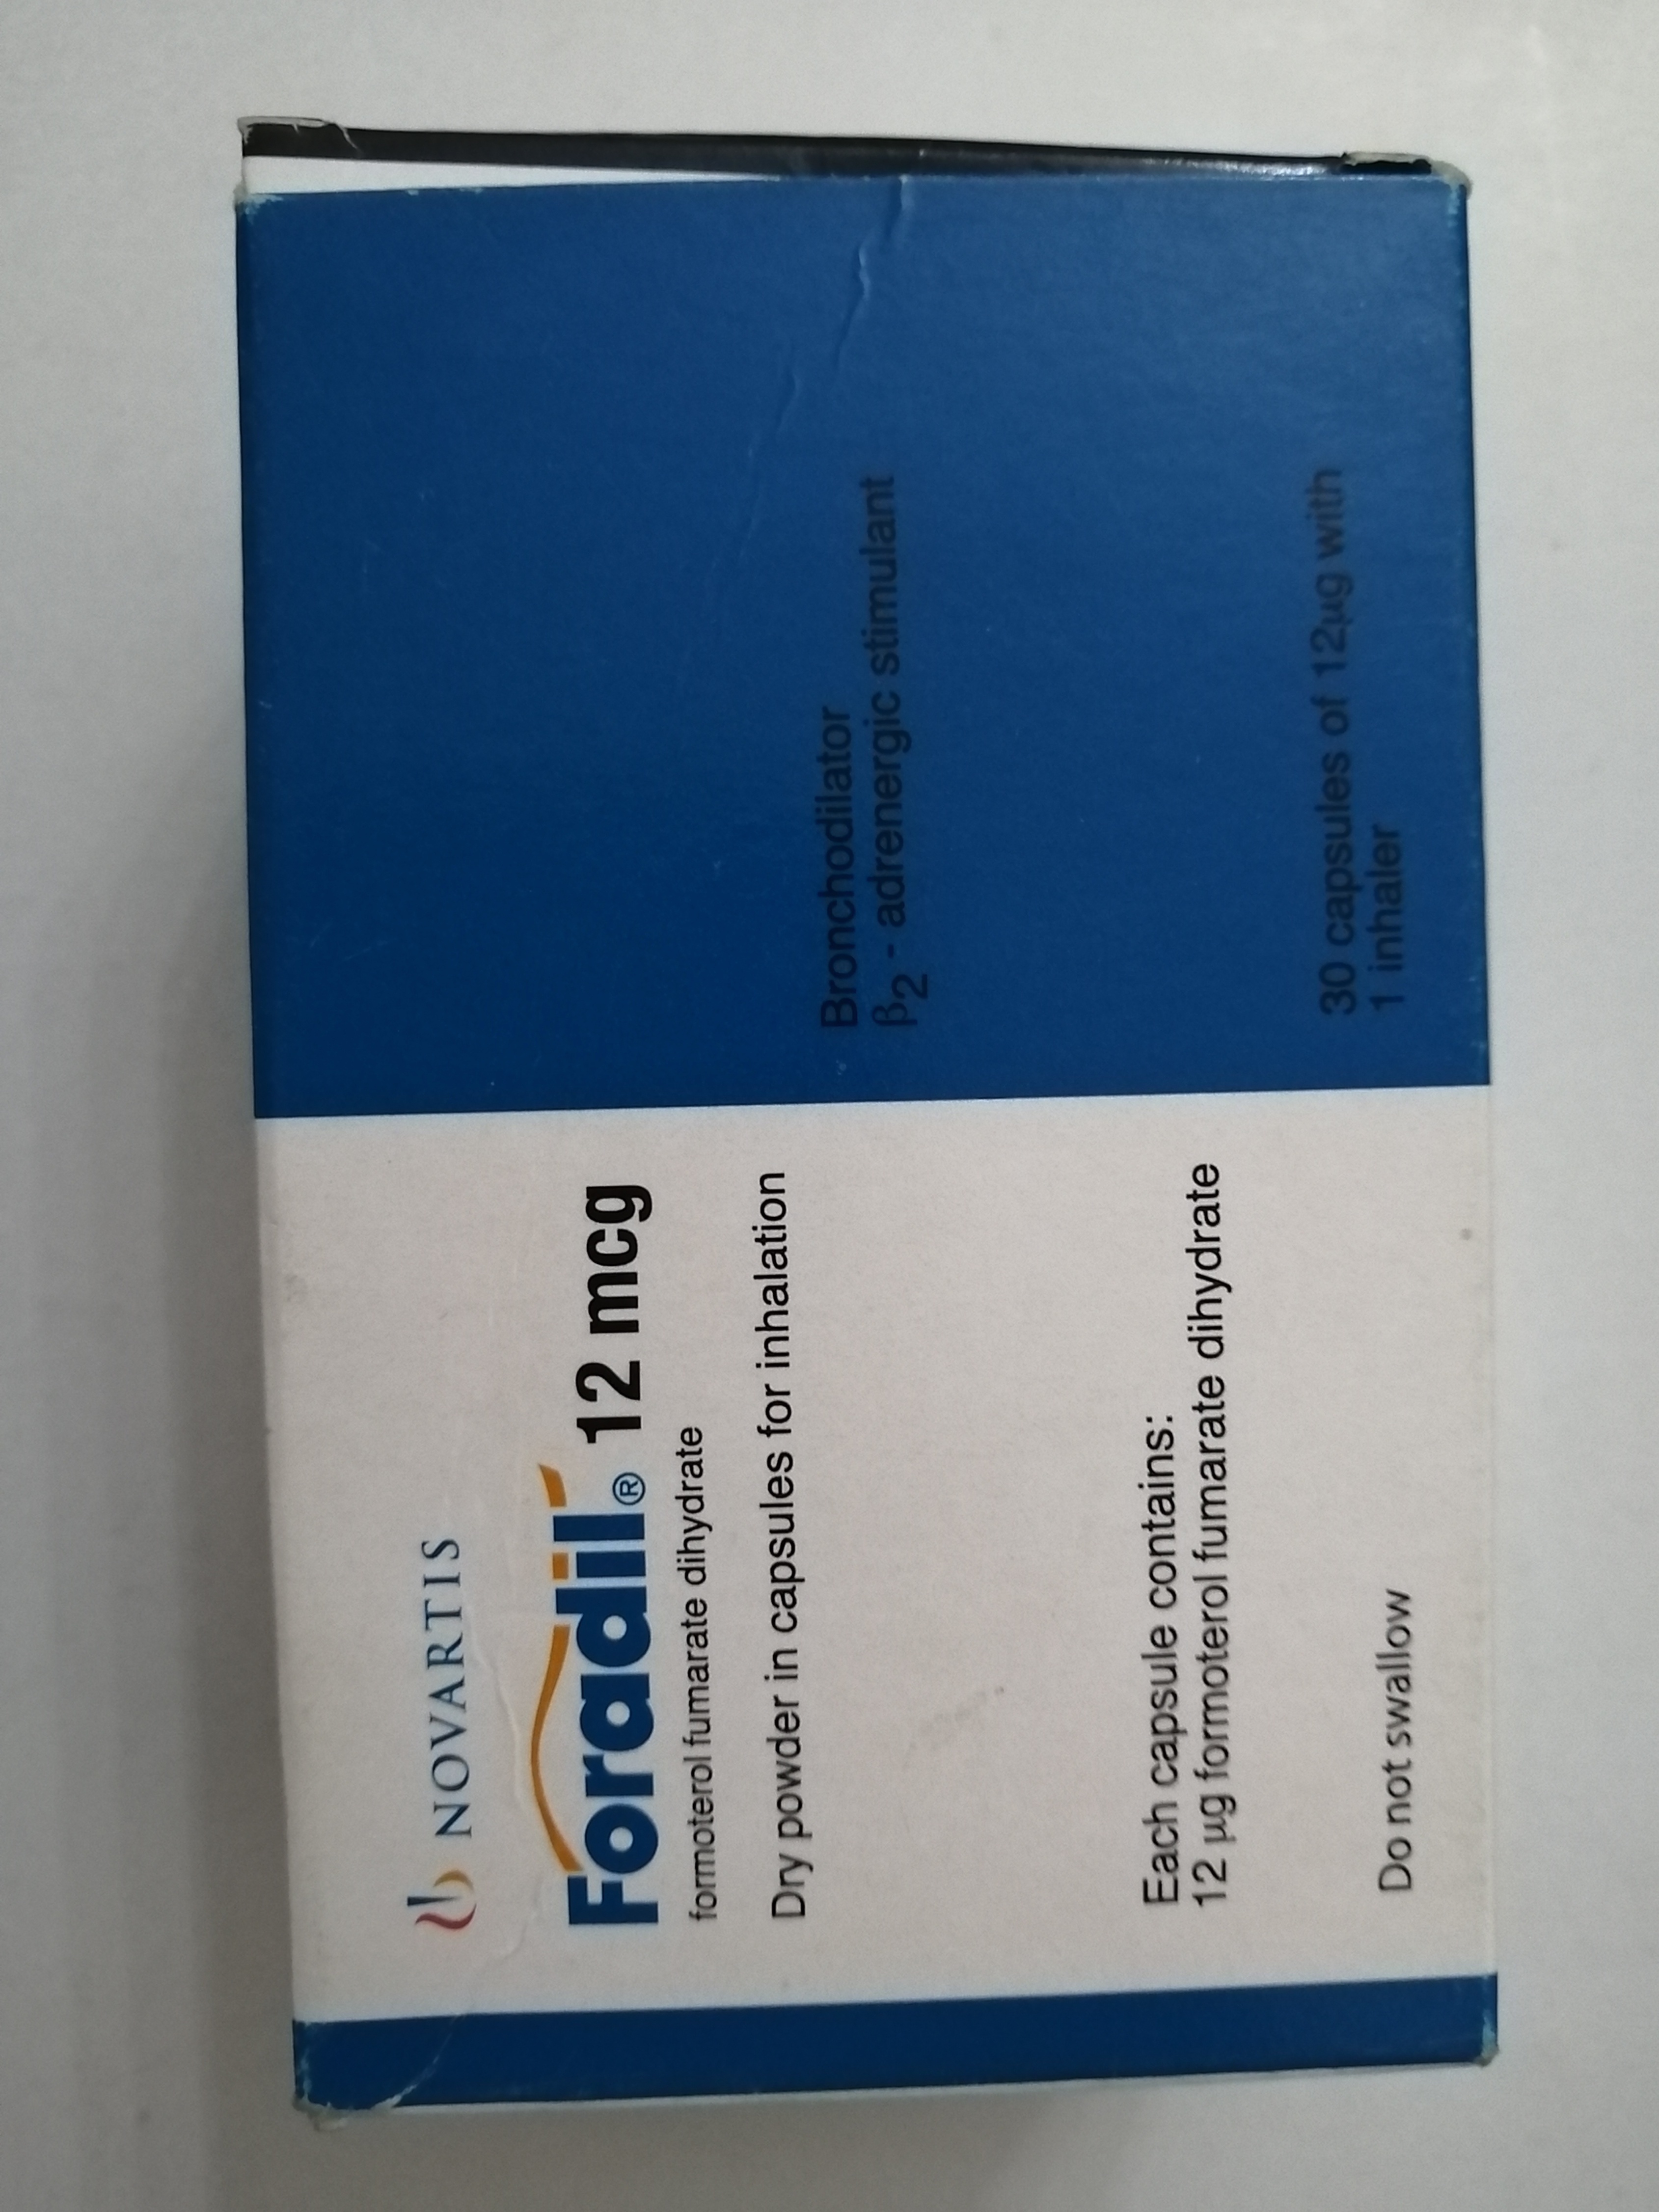 NOVARTIS
Foradil® 12 mcg
formoterol fumarate dihydrate
Dry powder in capsules for inhalation
Bronchodilator
β2 - adrenergic stimulant
Each capsule contains:
12 µg formoterol fumarate dihydrate
30 capsules of 12µg with
1 inhaler
Do not swallow